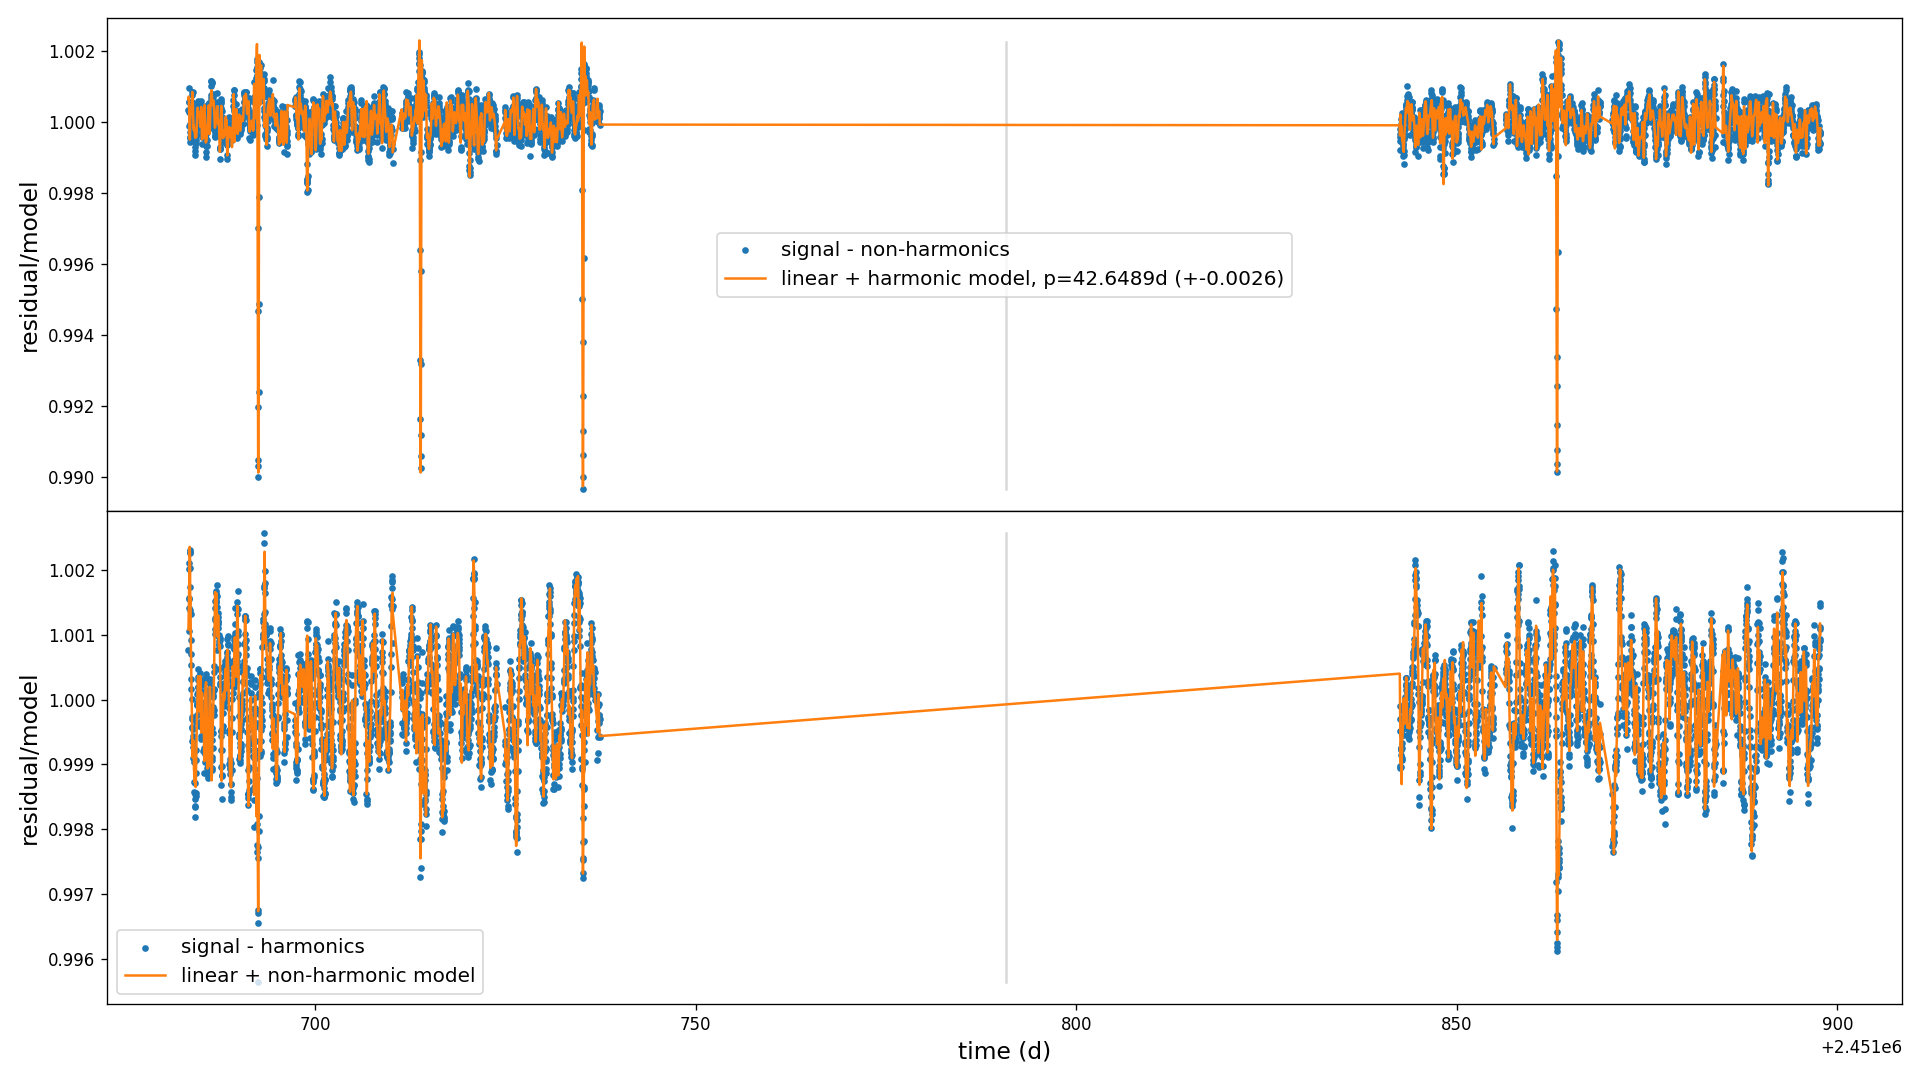 1.002
1.000
0.998
0.996
0.994
0.992
0.990
residual/model
signal - non-harmonics
linear + harmonic model, p=42.6489d (+-0.0026)
1.002
1.001
1.000
0.999
0.998
0.997
0.996
residual/model
signal - harmonics
linear + non-harmonic model
700
750
800
850
900
time (d)
+2.451e6